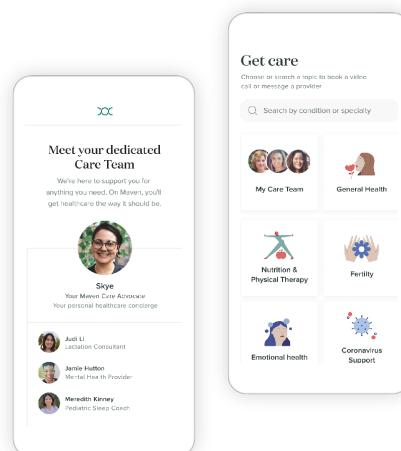 Meet your dedicated
Care Team
We're here to support you for
anything you need. On Maven, you'll
get healthcare the way it should be.
Skye
Your Maven Care Advocate
Your personal healthcare concierge
Judi Li
Lactation Consultant
Jamie Hutton
Mental Health Provider
Meredith Kinney
Pediatric Sleep Coach
Get care
Choose or search a topic to book a video
call or message a provider
Search by condition or specialty
My Care Team
General Health
Nutrition &
Physical Therapy
Fertilty
Emotional health
Coronavirus
Support